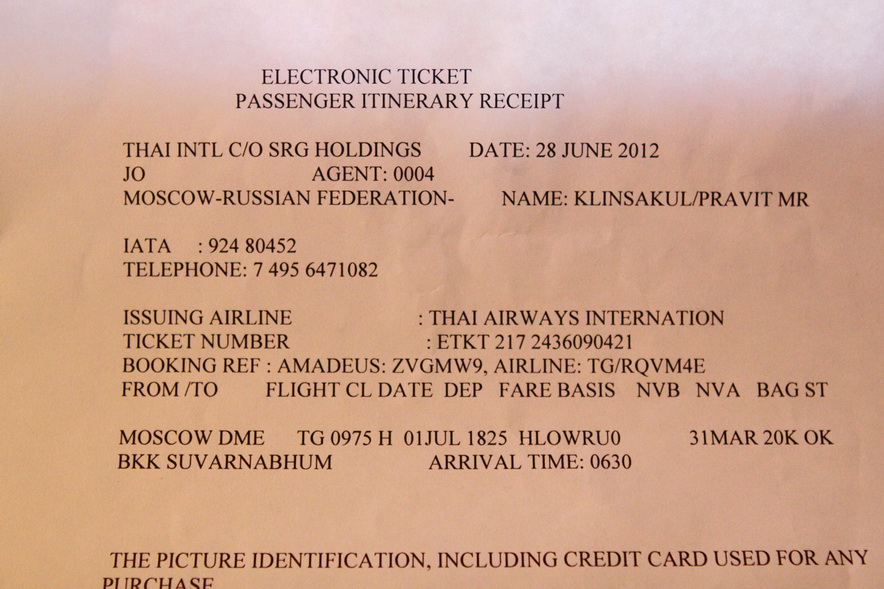 ELECTRONIC TICKET
PASSENGER ITINERARY RECEIPT
THAI INTL C/O SRG HOLDINGS DATE: 28 JUNE 2012
JO AGENT: 0004
MOSCOW-RUSSIAN FEDERATION- NAME: KLINSAKUL/PRAVIT MR
IATA : 924 80452
TELEPHONE: 7 495 6471082
ISSUING AIRLINE : THAI AIRWAYS INTERNATION
TICKET NUMBER : ETKT 217 2436090421
BOOKING REF : AMADEUS: ZVGMW9, AIRLINE: TG/RQVM4E
FROM /TO FLIGHT CL DATE DEP FARE BASIS NVB NVA BAG ST
MOSCOW DME TG 0975 H 01JUL 1825 HLOWRU0 31MAR 20K OK
BKK SUVARNABHUM ARRIVAL TIME: 0630
THE PICTURE IDENTIFICATION, INCLUDING CREDIT CARD USED FOR ANY
PURCHASE